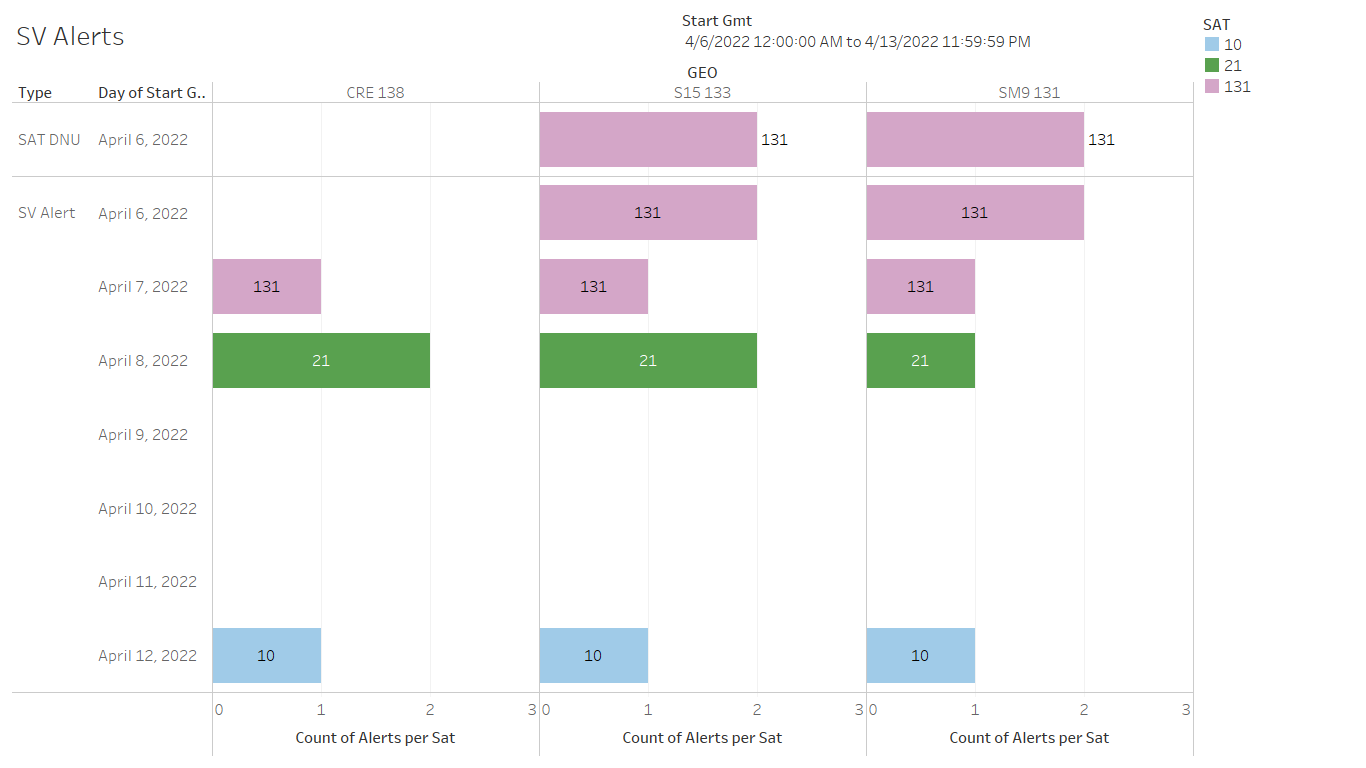 SV Alerts
Start Gmt
4/6/2022 12:00:00 AM to 4/13/2022 11:59:59 PM
SAT
10
21
131
GEO
Type Day of Start G.. CRE 138 S15 133 SM9 131
SAT DNU April 6, 2022 131 131
SV Alert April 6, 2022 131 131
April 7, 2022 131 131 131
April 8, 2022 21 21 21
April 9, 2022
April 10, 2022
April 11, 2022
April 12, 2022 10 10 10
0 1 2 3 0 1 2 3 0 1 2 3
Count of Alerts per Sat Count of Alerts per Sat Count of Alerts per Sat